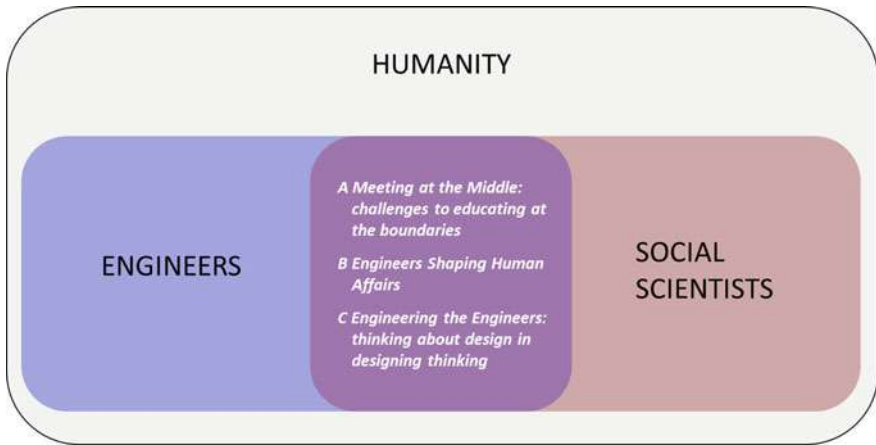 HUMANITY
ENGINEERS
A Meeting at the Middle:
challenges to educating at
the boundaries
B Engineers Shaping Human
Affairs
C Engineering the Engineers:
thinking about design in
designing thinking
SOCIAL
SCIENTISTS